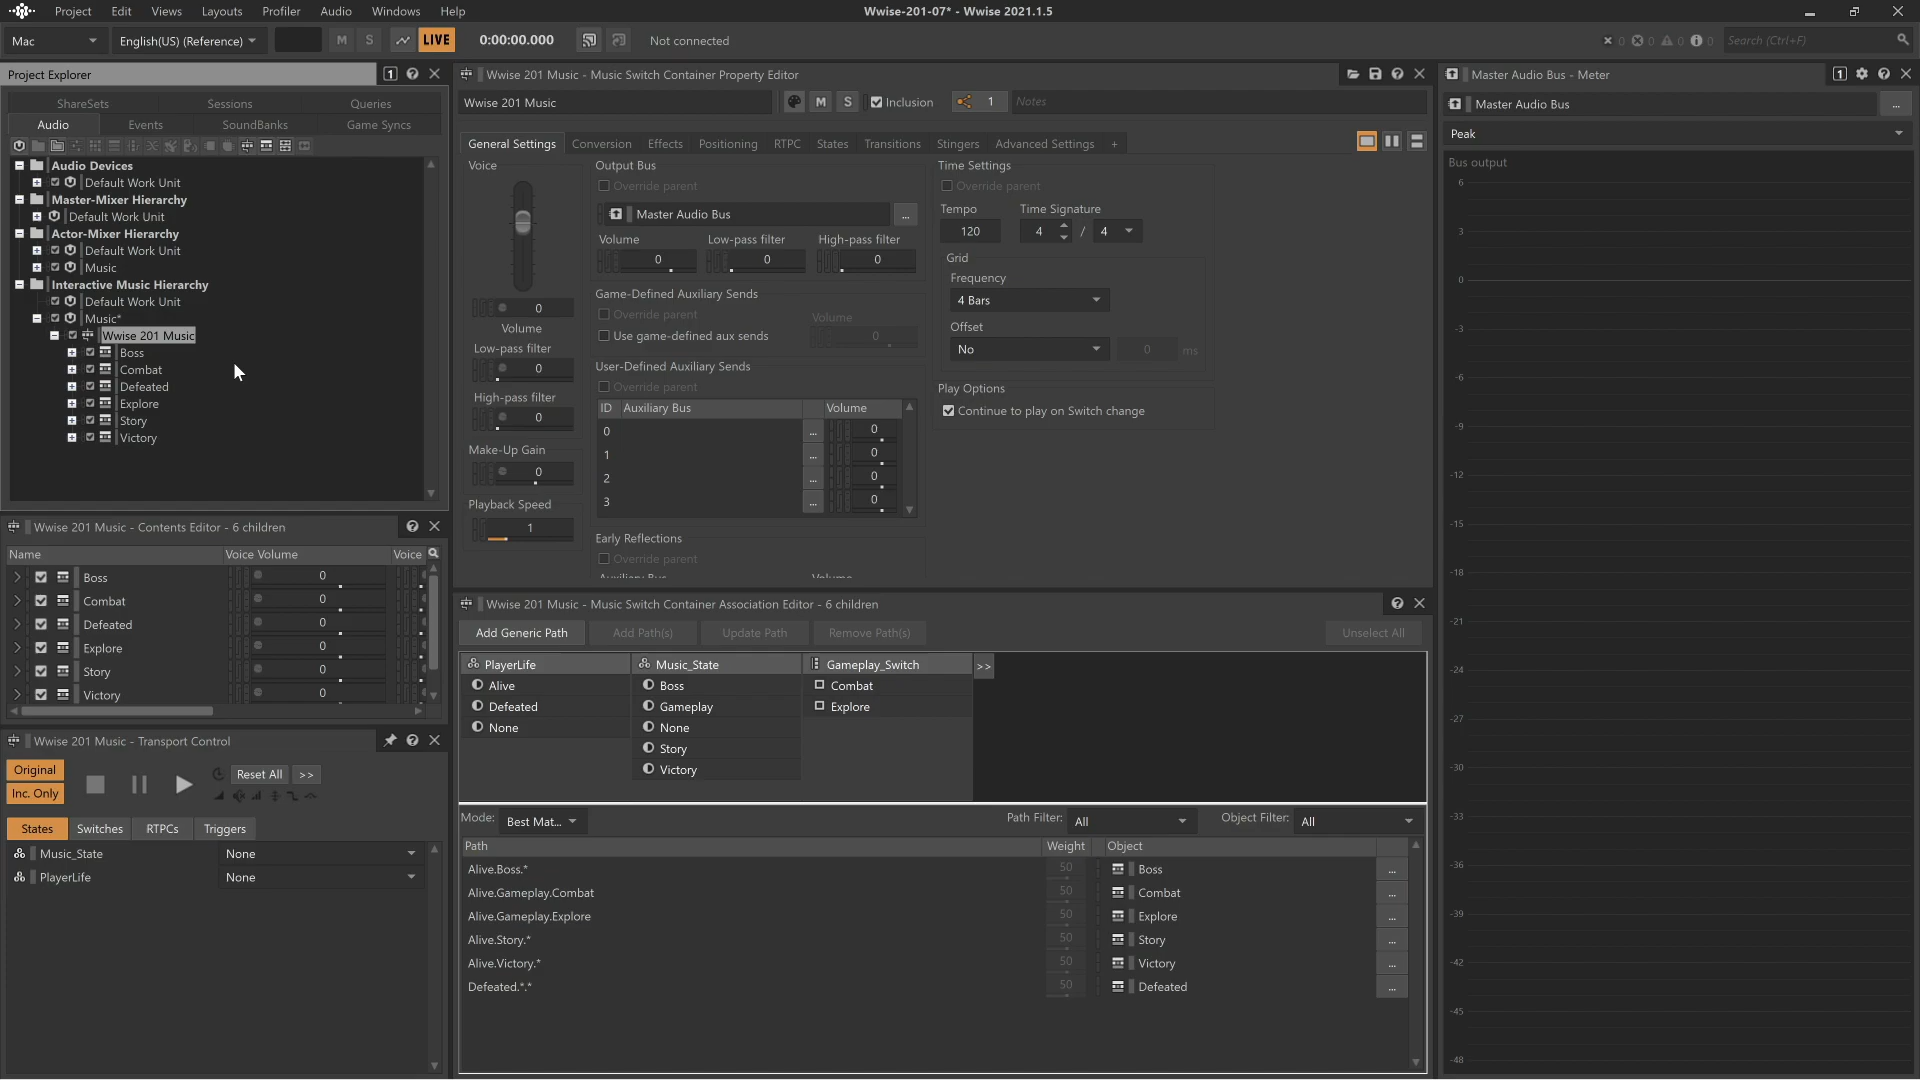 Project Edit Views Layouts Profiler Audio Windows Help
Wwise-201-07* - Wwise 2021.1.5
Mac English(US) (Reference) M S LIVE 0:00:00.000 Not connected
0 0 0 0 Search (Ctrl+F)
Project Explorer 1
ShareSets Sessions Queries
Audio Events SoundBanks Game Syncs
Audio Devices
Default Work Unit
Master-Mixer Hierarchy
Default Work Unit
Actor-Mixer Hierarchy
Default Work Unit
Music
Interactive Music Hierarchy
Default Work Unit
Music*
Wwise 201 Music
Boss
Combat
Defeated
Explore
Story
Victory
Wwise 201 Music - Contents Editor - 6 children
Name Voice Volume Voice
Boss 0
Combat 0
Defeated 0
Explore 0
Story 0
Victory 0
Wwise 201 Music - Transport Control
Original
Inc. Only
Reset All >>
States Switches RTPCs Triggers
Music_State None
PlayerLife None
Wwise 201 Music - Music Switch Container Property Editor
Wwise 201 Music M S Inclusion 1 Notes
General Settings Conversion Effects Positioning RTPC States Transitions Stingers Advanced Settings +
Voice
0
Volume
Low-pass filter
0
High-pass filter
0
Make-Up Gain
0
Playback Speed
1
Output Bus
Override parent
Master Audio Bus ...
Volume Low-pass filter High-pass filter
0 0 0
Game-Defined Auxiliary Sends
Override parent
Volume
Use game-defined aux sends 0
User-Defined Auxiliary Sends
Override parent
ID Auxiliary Bus Volume
0 ... 0
1 ... 0
2 ... 0
3 ... 0
Early Reflections
Override parent
Auxiliary Bus Volume
Time Settings
Override parent
Tempo Time Signature
120 4 / 4
Grid
Frequency
4 Bars
Offset
No 0 ms
Play Options
Continue to play on Switch change
Wwise 201 Music - Music Switch Container Association Editor - 6 children
Add Generic Path Add Path(s) Update Path Remove Path(s) Unselect All
PlayerLife Music_State Gameplay_Switch >>
Alive Boss Combat
Defeated Gameplay Explore
None None
Story
Victory
Mode: Best Mat... Path Filter: All Object Filter: All
Path Weight Object
Alive.Boss.* 50 Boss ...
Alive.Gameplay.Combat 50 Combat ...
Alive.Gameplay.Explore 50 Explore ...
Alive.Story.* 50 Story ...
Alive.Victory.* 50 Victory ...
Defeated.*.* 50 Defeated ...
Master Audio Bus - Meter 1
Master Audio Bus ...
Peak
Bus output
6
3
0
-3
-6
-9
-12
-15
-18
-21
-24
-27
-30
-33
-36
-39
-42
-45
-48